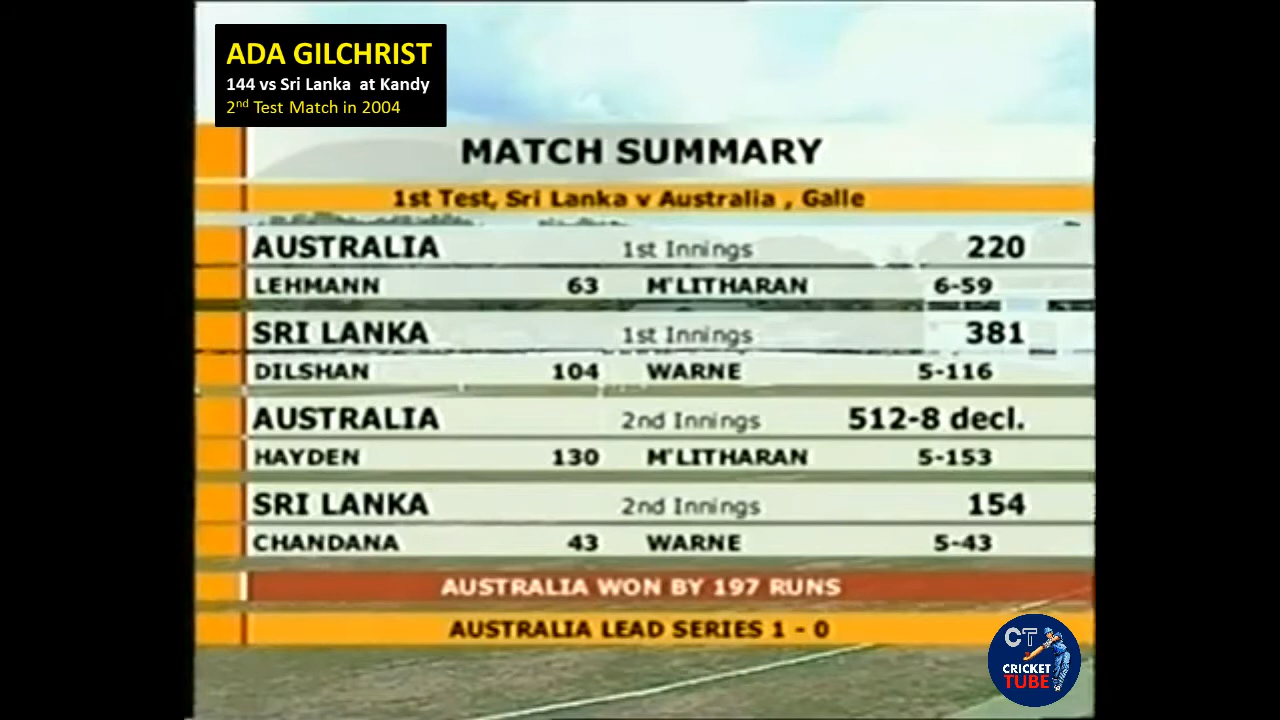 ADA GILCHRIST
144 vs Sri Lanka at Kandy
2nd Test Match in 2004
MATCH SUMMARY
1st Test, Sri Lanka v Australia , Galle
AUSTRALIA 1st Innings 220
LEHMANN 63 M'LITHARAN 6-59
SRI LANKA 1st Innings 381
DILSHAN 104 WARNE 5-116
AUSTRALIA 2nd Innings 512-8 decl.
HAYDEN 130 M'LITHARAN 5-153
SRI LANKA 2nd Innings 154
CHANDANA 43 WARNE 5-43
AUSTRALIA WON BY 197 RUNS
AUSTRALIA LEAD SERIES 1 - 0
CT
CRICKET
TUBE